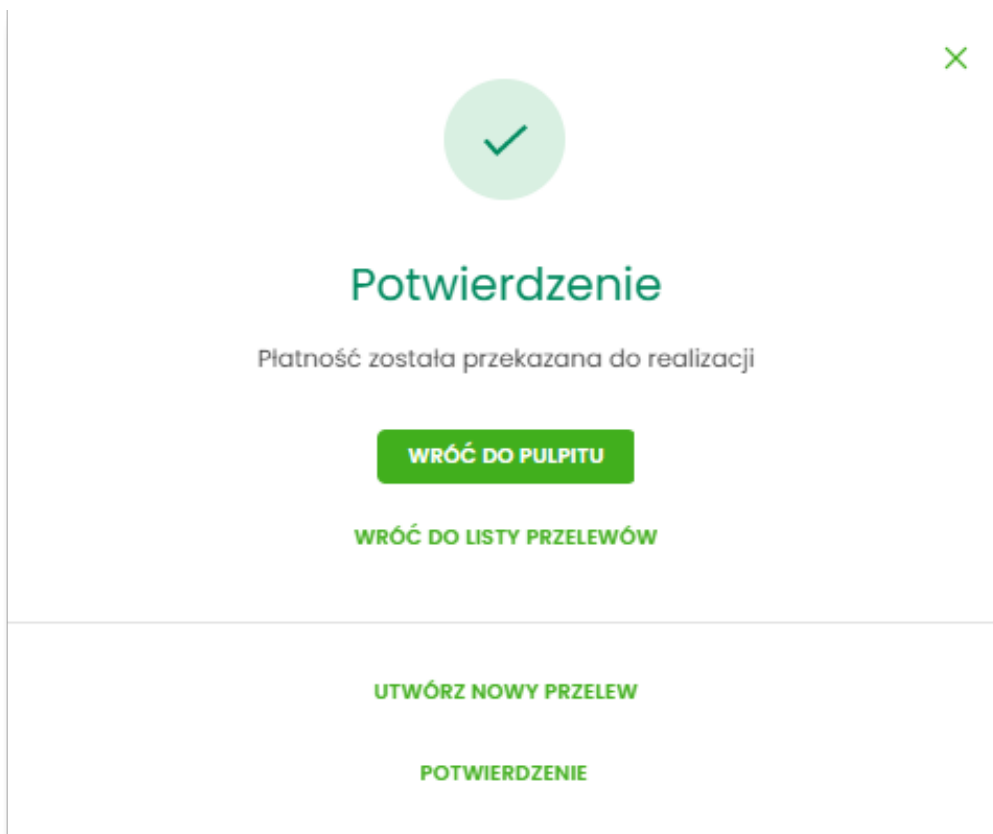 Potwierdzenie
Płatność została przekazana do realizacji
WRÓĆ DO PULPITU
WRÓĆ DO LISTY PRZELEWÓW
UTWÓRZ NOWY PRZELEW
POTWIERDZENIE